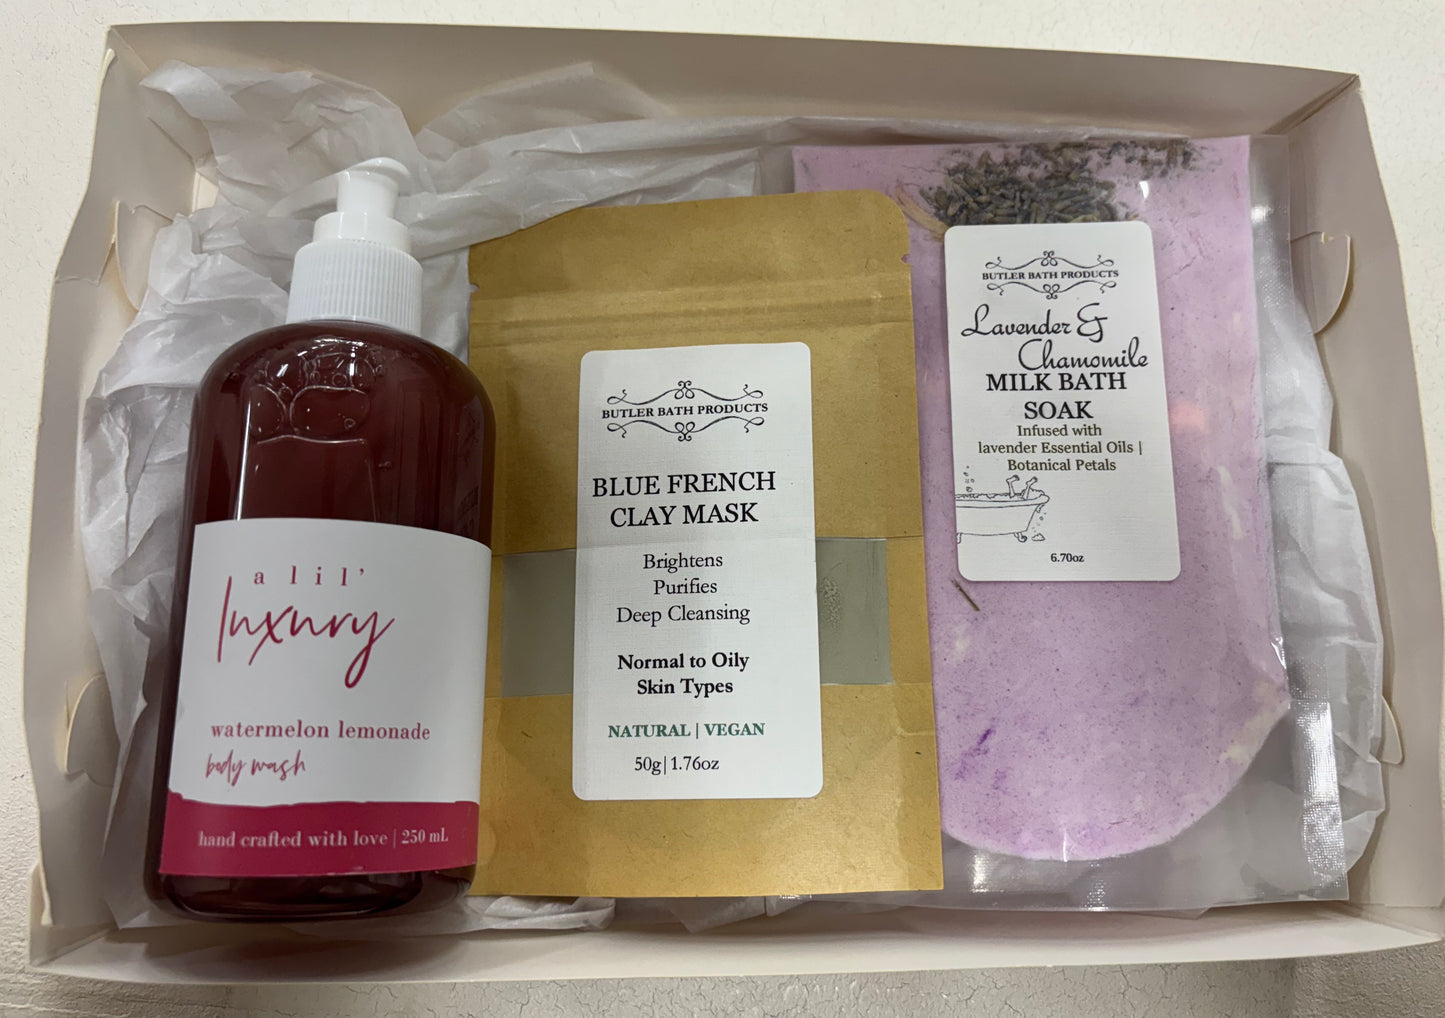 a lil'
luxury
watermelon lemonade
body wash
hand crafted with love | 250 mL
BUTLER BATH PRODUCTS
BLUE FRENCH
CLAY MASK
Brightens
Purifies
Deep Cleansing
Normal to Oily
Skin Types
NATURAL | VEGAN
50g | 1.76oz
BUTLER BATH PRODUCTS
Lavender &
Chamomile
MILK BATH
SOAK
Infused with
lavender Essential Oils |
Botanical Petals
6.70oz